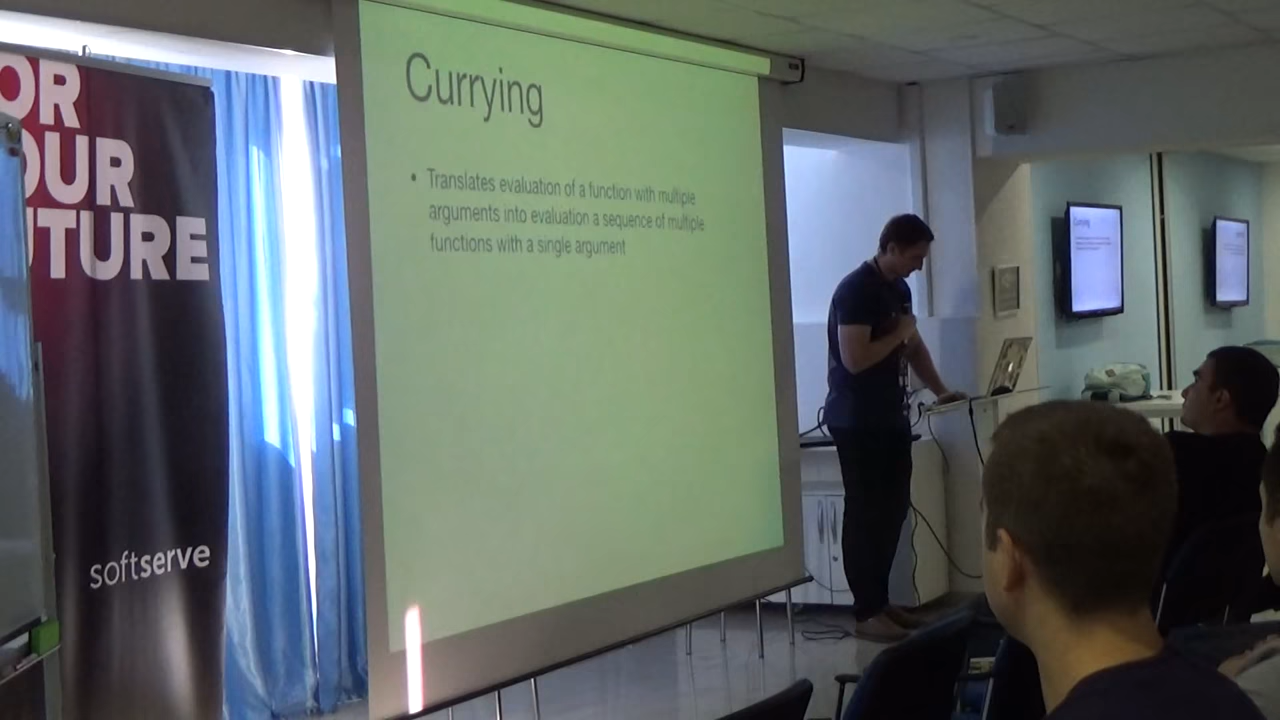 OR
OUR
UTURE
softserve
Currying
• Translates evaluation of a function with multiple
arguments into evaluation a sequence of multiple
functions with a single argument
Currying